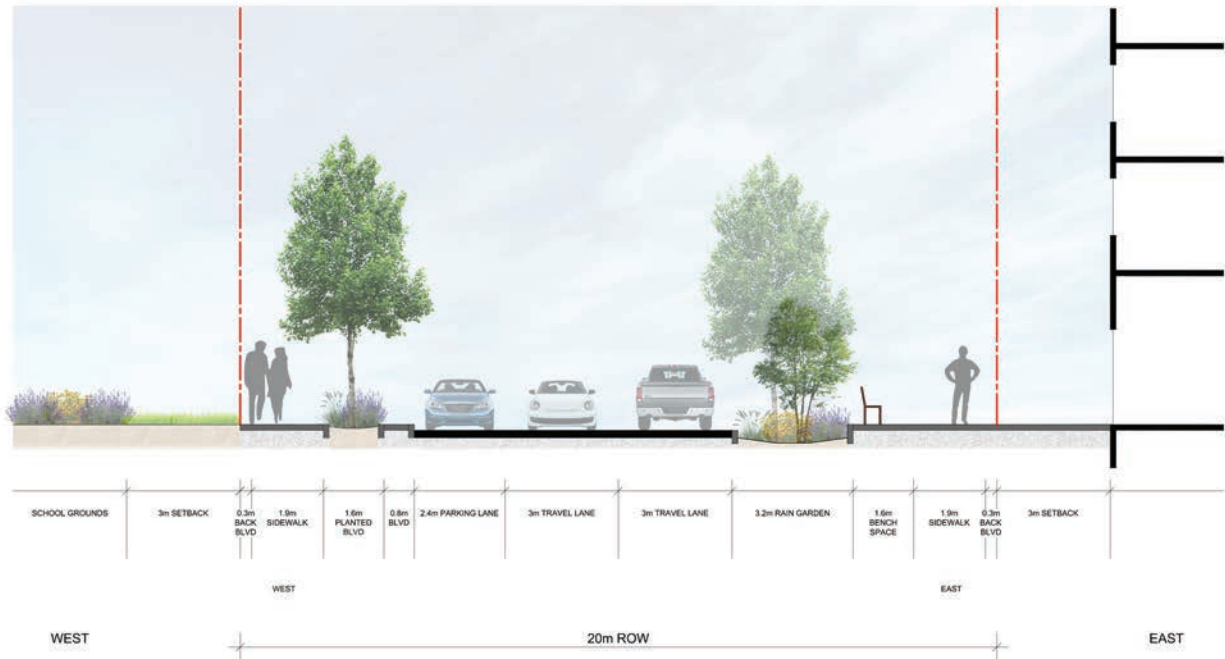 SCHOOL GROUNDS
3m SETBACK
0.3m
BACK
BLVD
1.9m
SIDEWALK
1.6m
PLANTED
BLVD
0.8m
BLVD
2.4m PARKING LANE
3m TRAVEL LANE
3m TRAVEL LANE
3.2m RAIN GARDEN
1.6m
BENCH
SPACE
1.9m
SIDEWALK
0.3m
BACK
BLVD
3m SETBACK
WEST
EAST
WEST
20m ROW
EAST